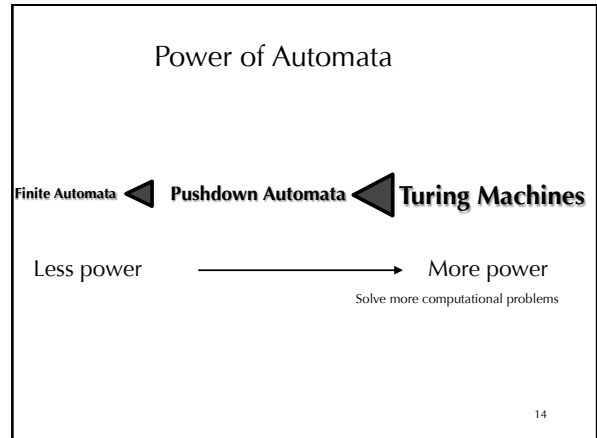 Power of Automata
Finite Automata Pushdown Automata Turing Machines
Less power More power
Solve more computational problems
14